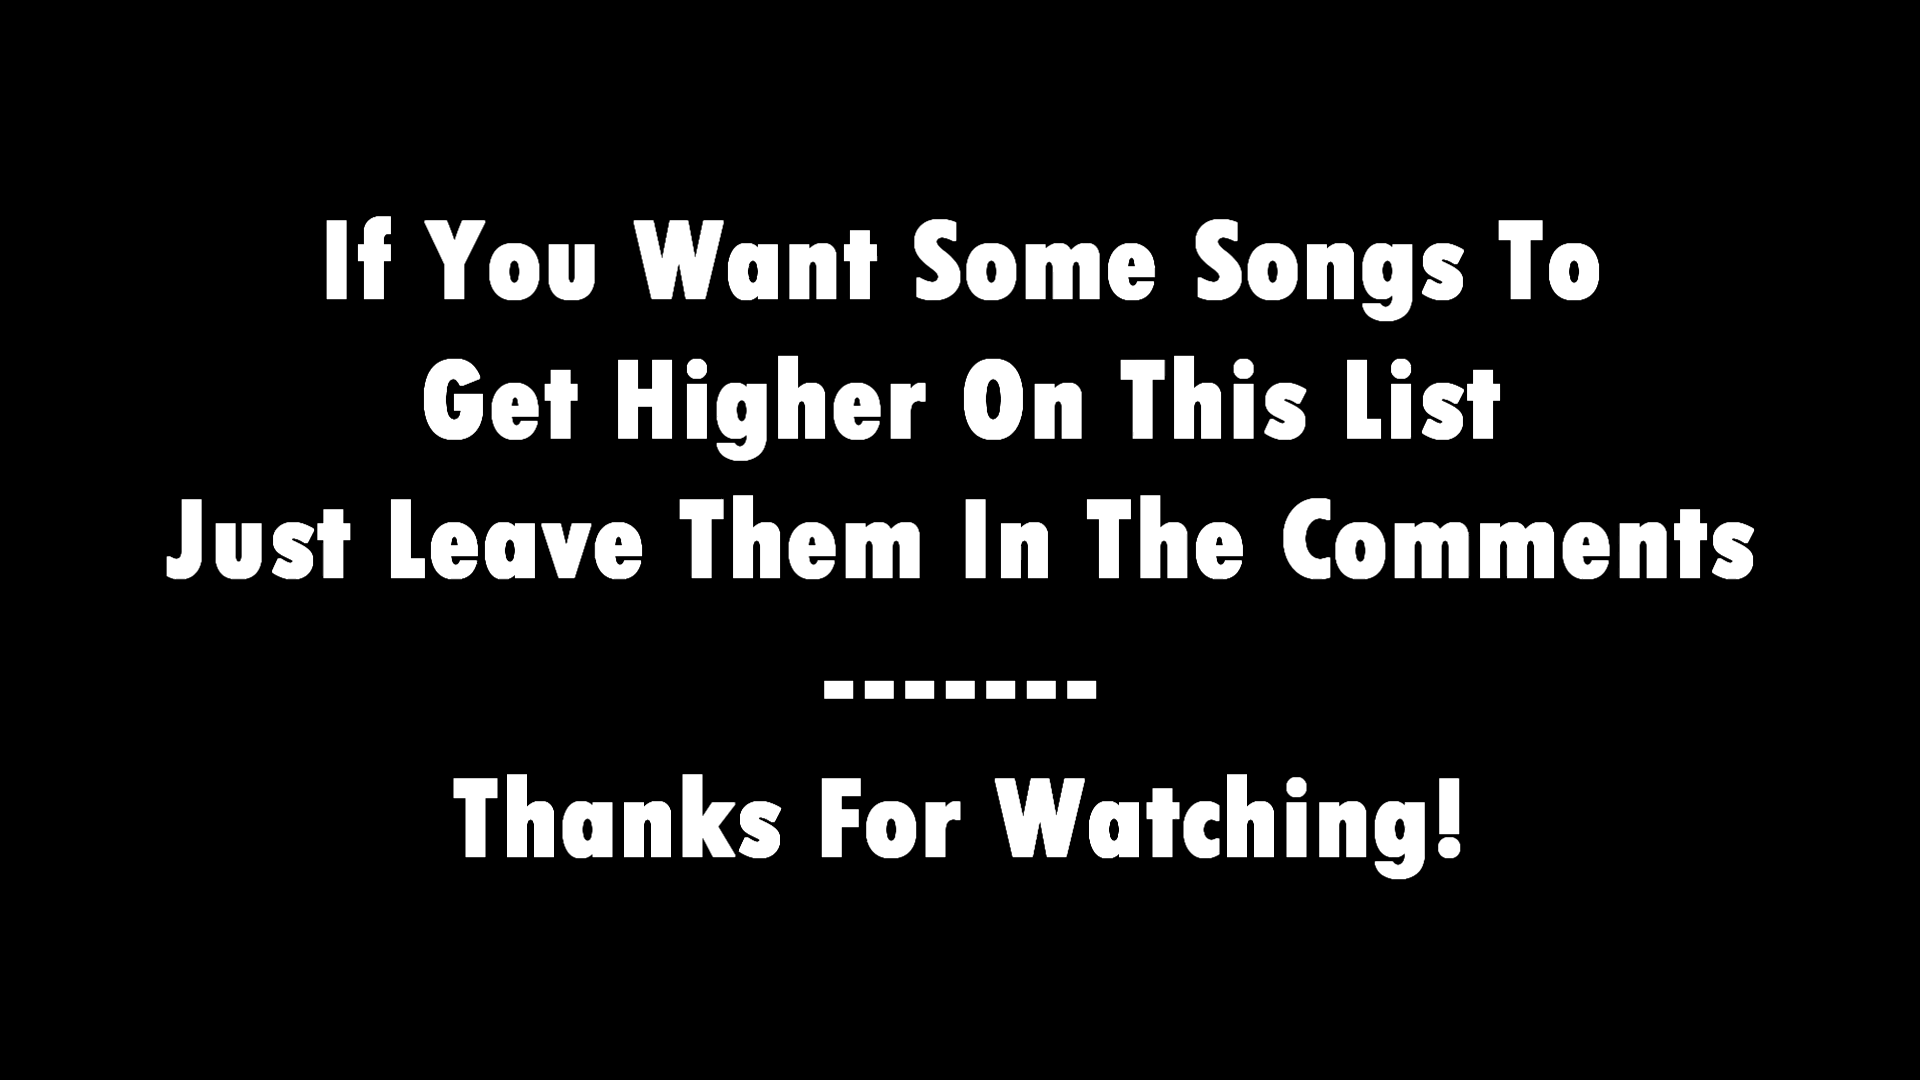 If You Want Some Songs To
Get Higher On This List
Just Leave Them In The Comments
-------
Thanks For Watching!